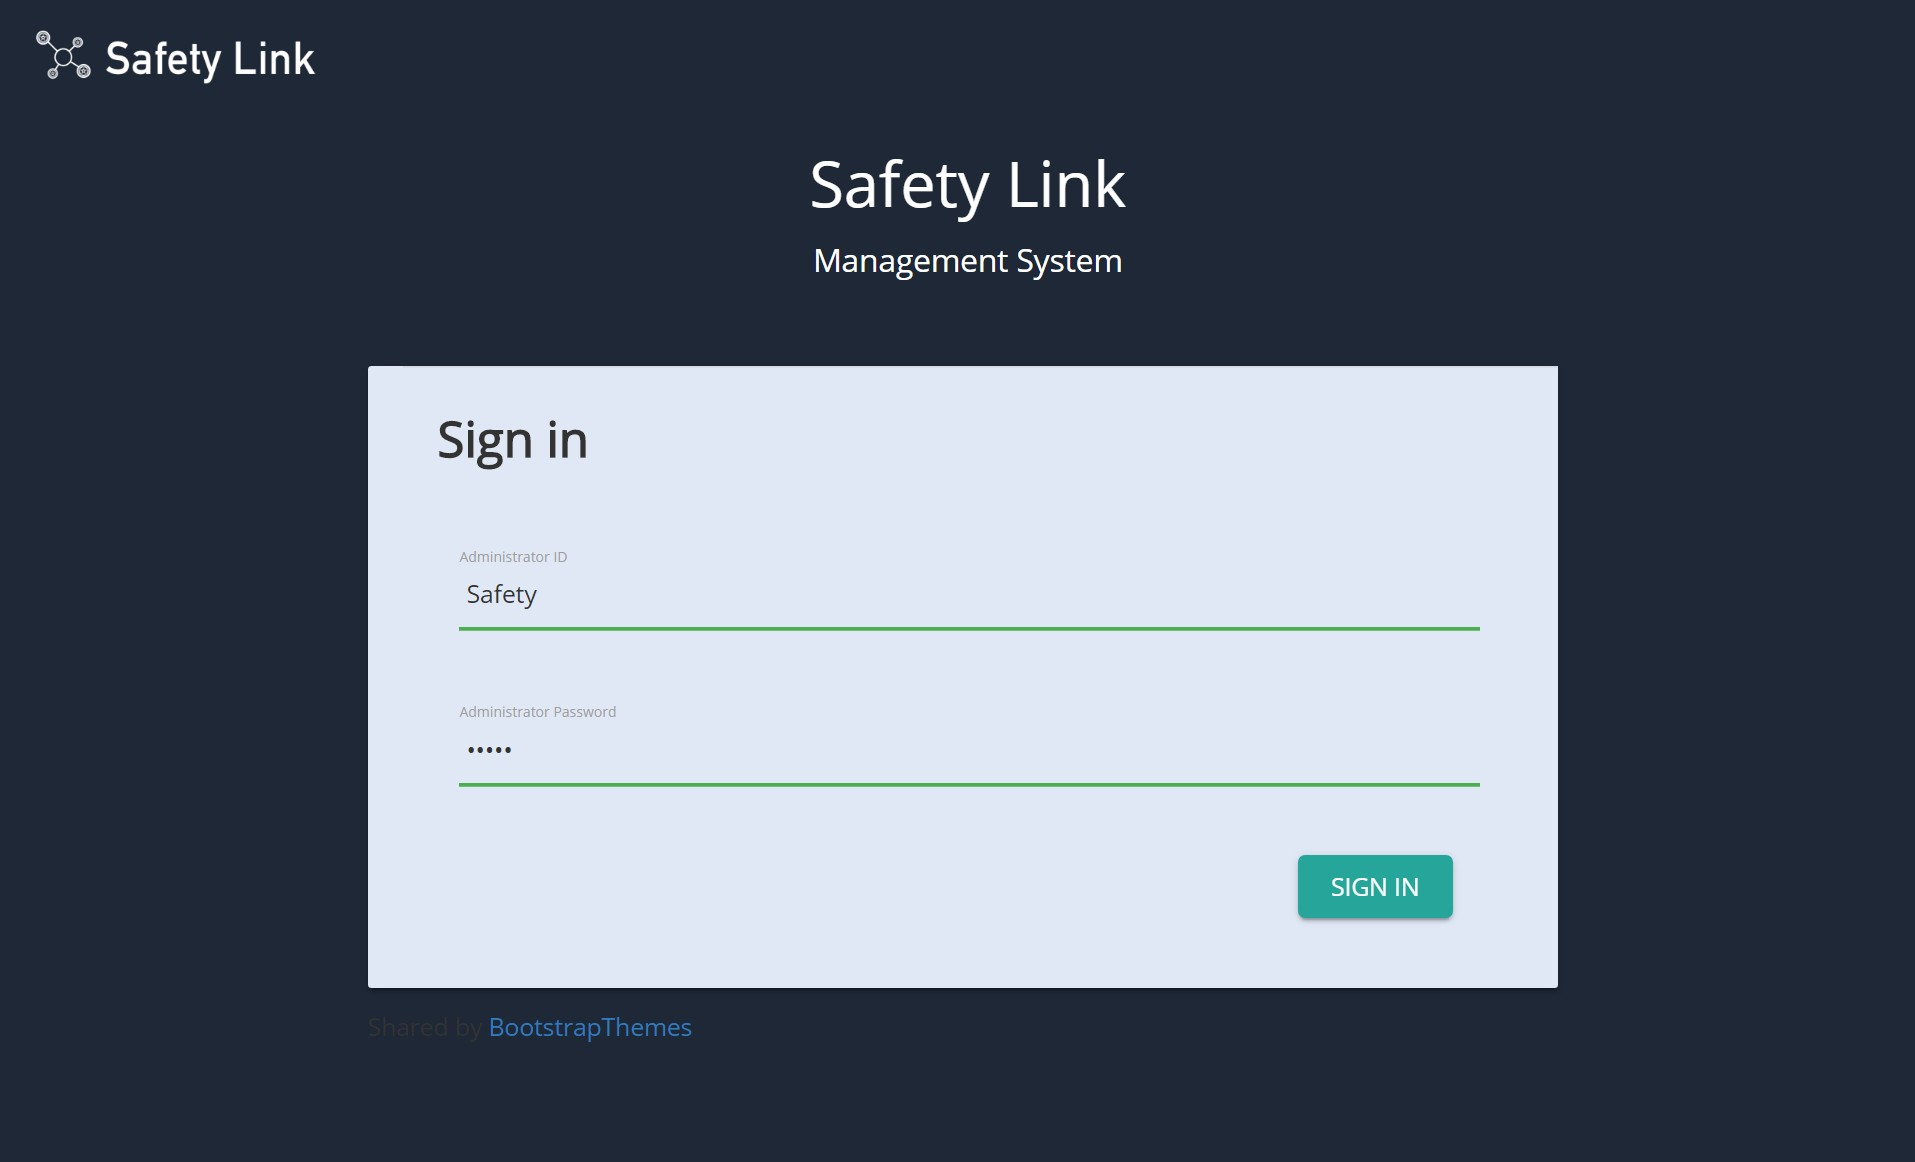 Safety Link
Safety Link
Management System
Sign in
Administrator ID
Safety
Administrator Password
•••••
SIGN IN
Shared by BootstrapThemes